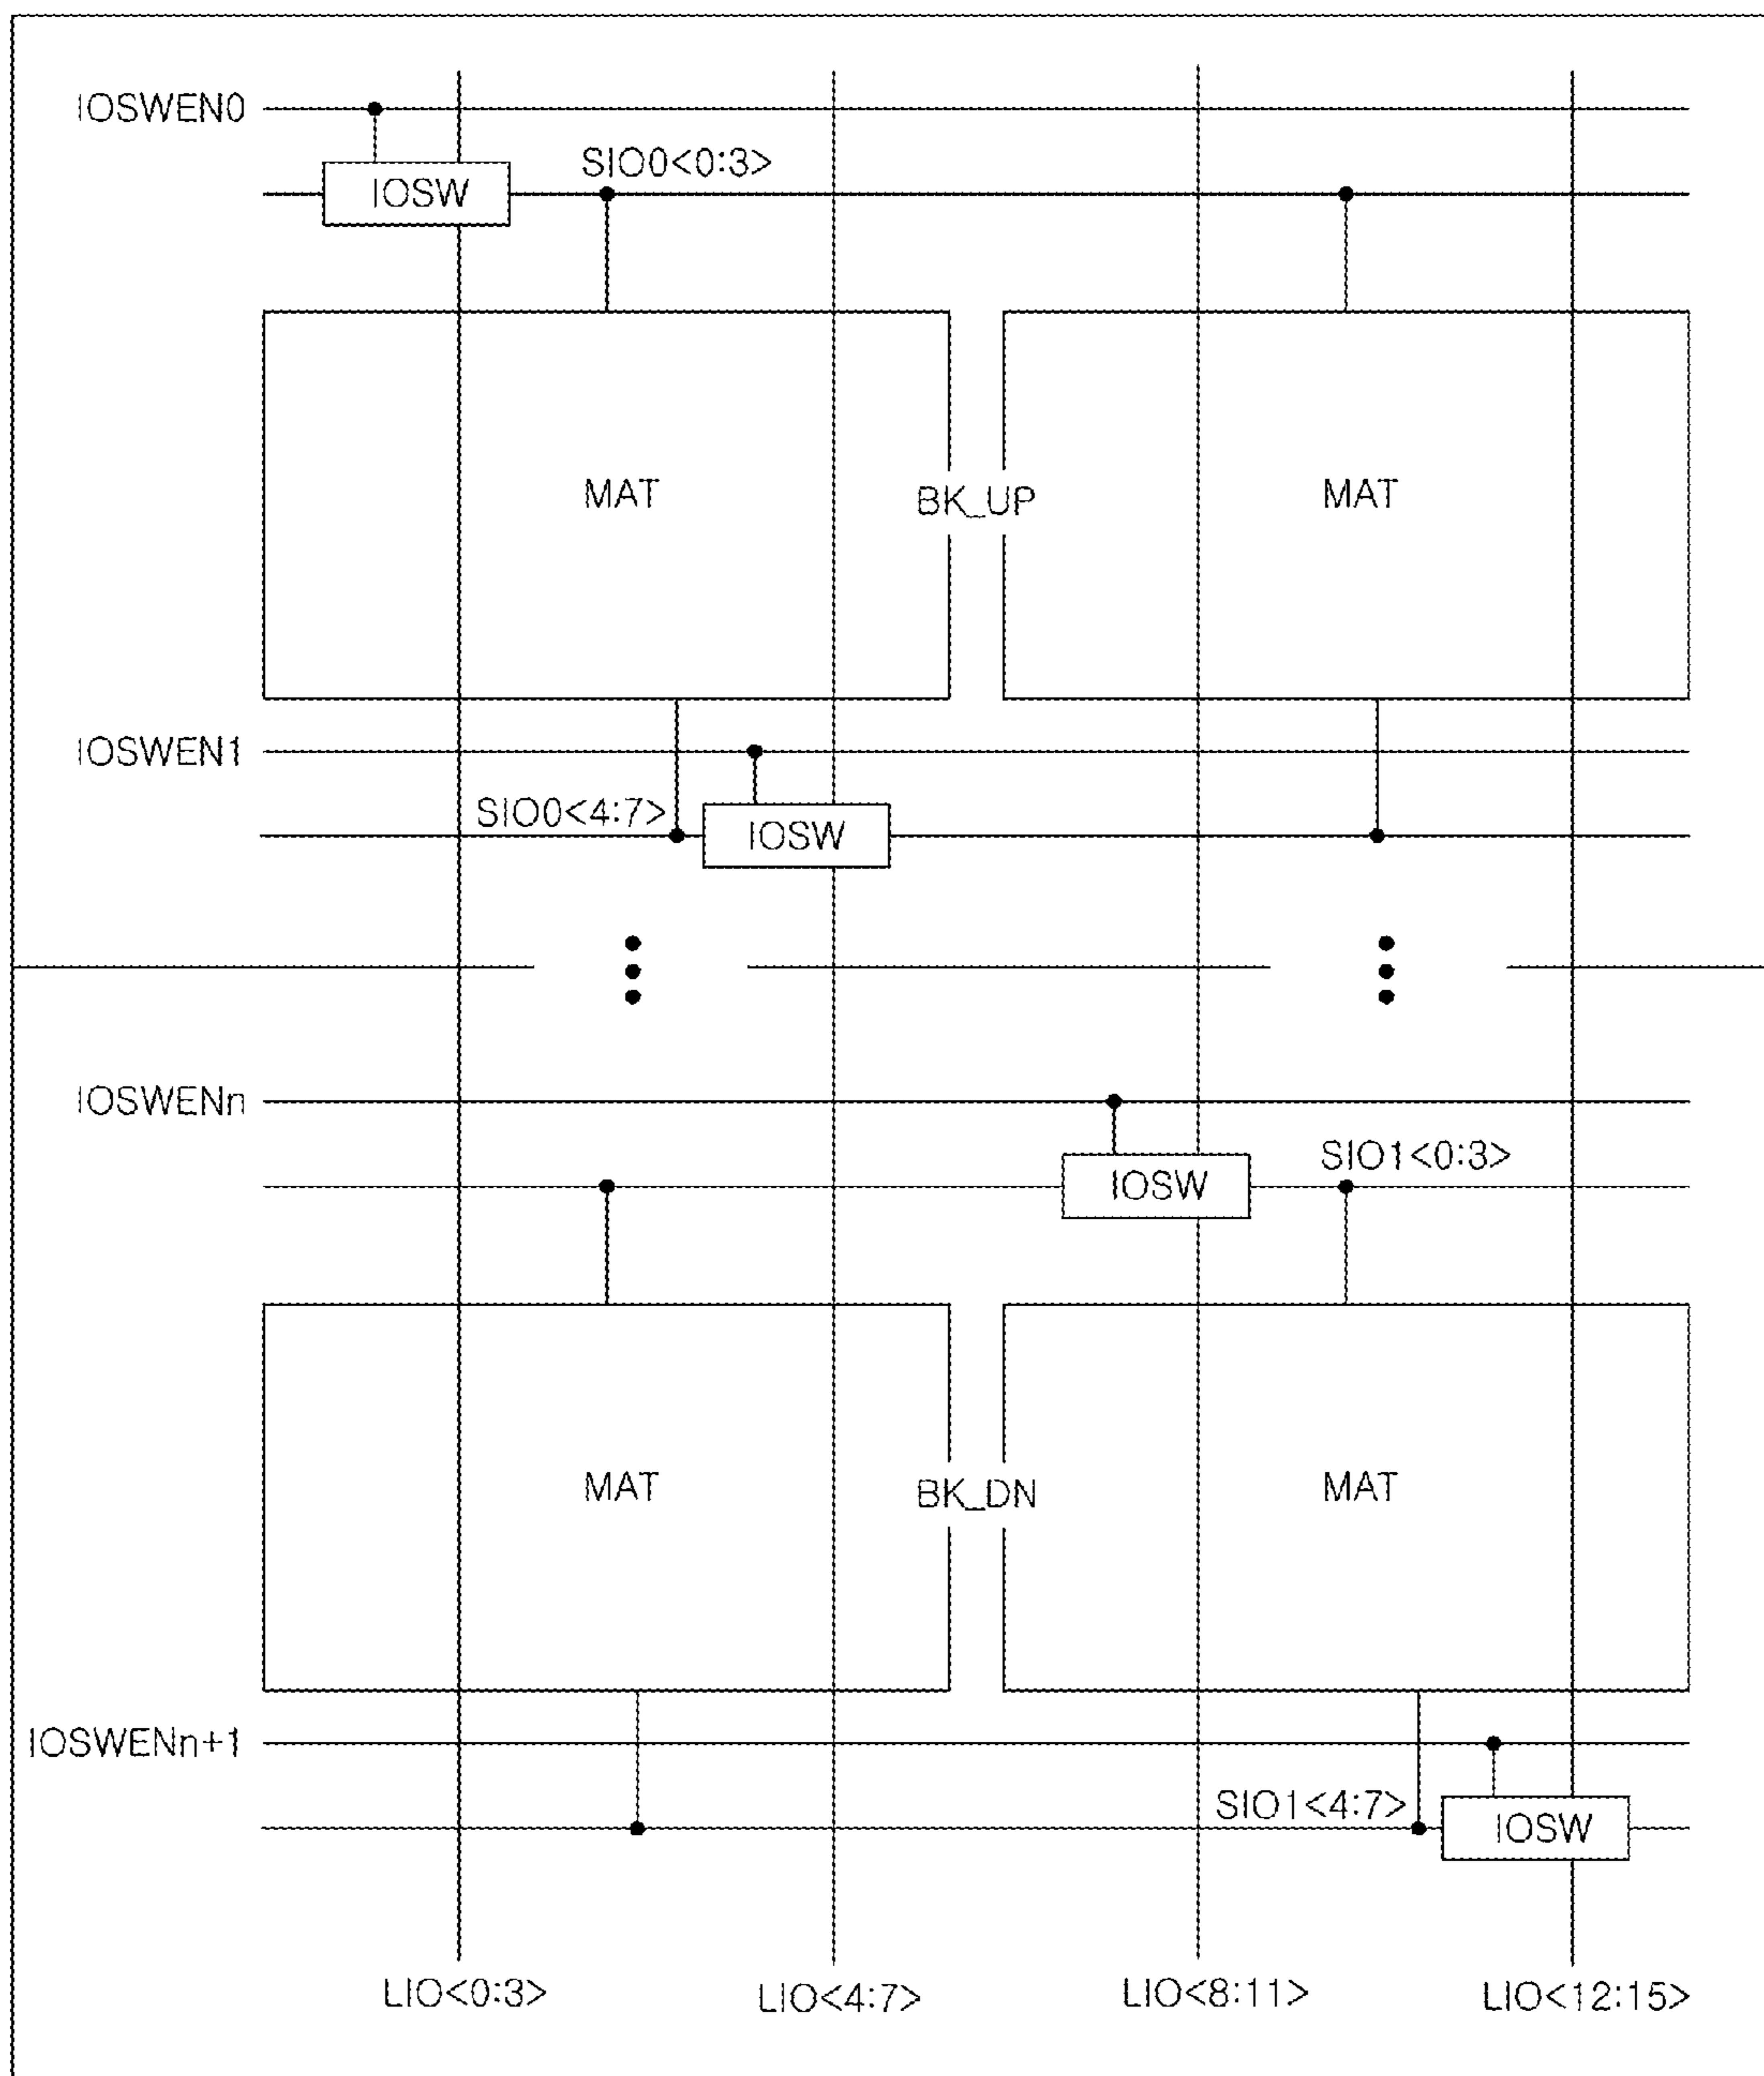 IOSWEN0
SIO0<0:3>
IOSW
MAT
BK_UP
MAT
IOSWEN1
SIO0<4:7>
IOSW
IOSWENn
SIO1<0:3>
IOSW
MAT
BK_DN
MAT
IOSWENn+1
SIO1<4:7>
IOSW
LIO<0:3>
LIO<4:7>
LIO<8:11>
LIO<12:15>